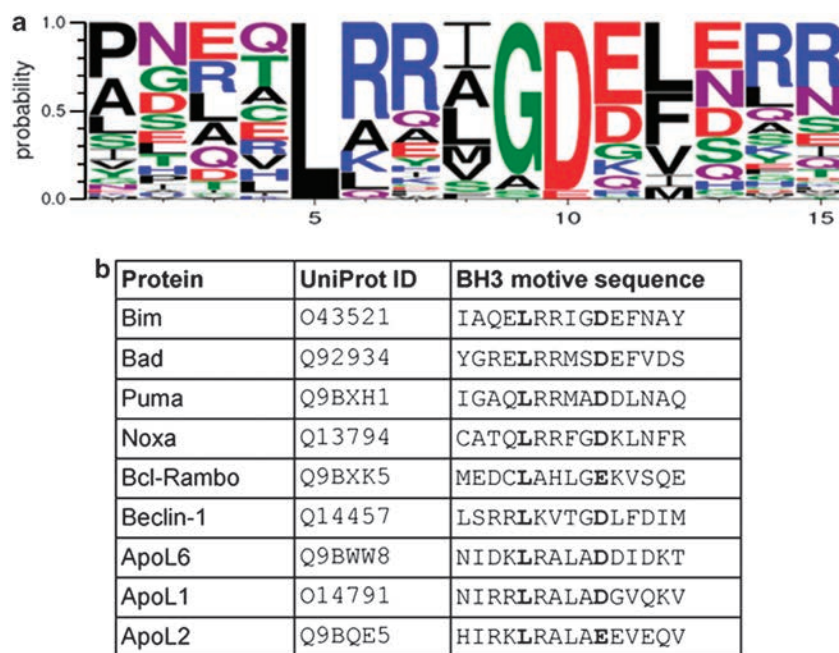 a
probability
1.0
0.5
0.0
P N E Q L R R I G D E L E R R
A G R T A A L D F N L N
5 10 15
b
Protein UniProt ID BH3 motive sequence
Bim O43521 IAQELRRIGDEFNAY
Bad Q92934 YGRELRRMSDEFVDS
Puma Q9BXH1 IGAQLRRMADDLNAQ
Noxa Q13794 CATQLRRFGDKLNFR
Bcl-Rambo Q9BXK5 MEDCLAHLGEKVSQE
Beclin-1 Q14457 LSRRLKVTGDLFDIM
ApoL6 Q9BWW8 NIDKLRALADDIDKT
ApoL1 O14791 NIRRLRALADGVQKV
ApoL2 Q9BQE5 HIRKLRALAEEVEQV